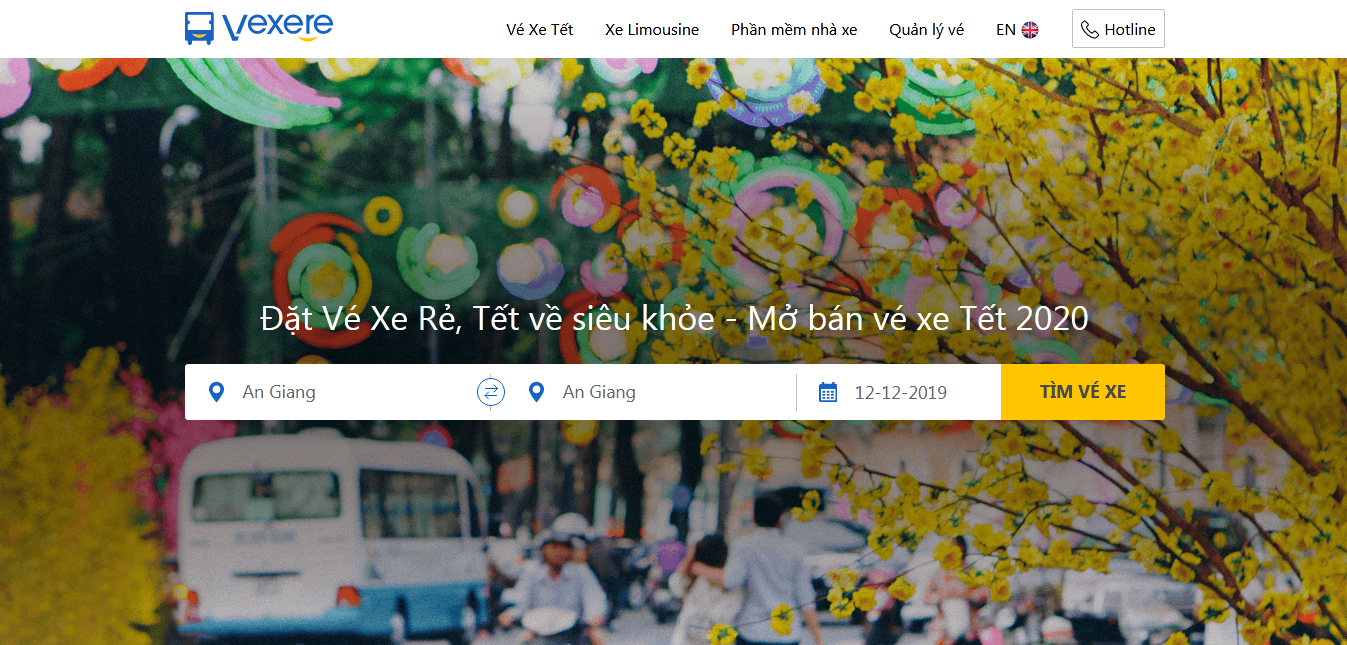 vexere
Vé Xe Tết
Xe Limousine
Phần mềm nhà xe
Quản lý vé
EN
Hotline
Đặt Vé Xe Rẻ, Tết về siêu khỏe - Mở bán vé xe Tết 2020
An Giang
An Giang
12-12-2019
TÌM VÉ XE